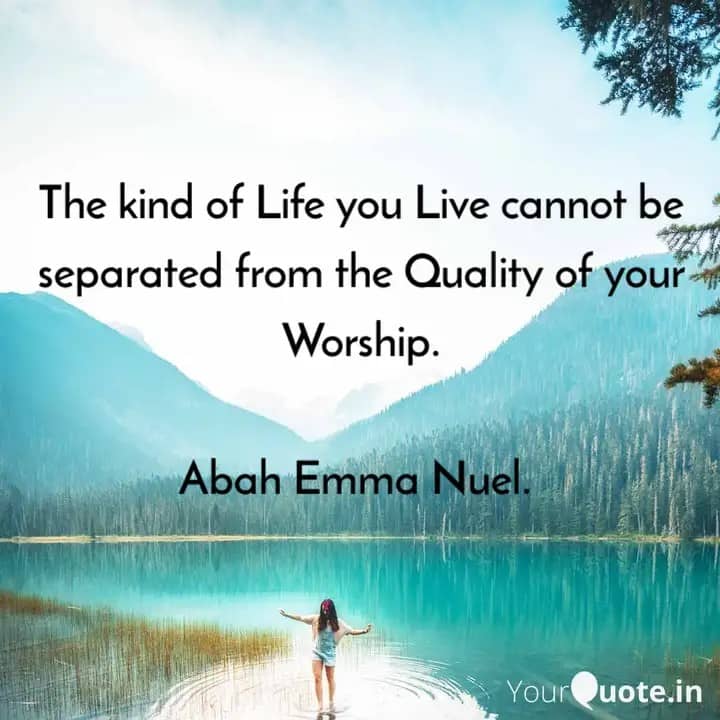 The kind of Life you Live cannot be
separated from the Quality of your
Worship.
Abah Emma Nuel.
YourQuote.in